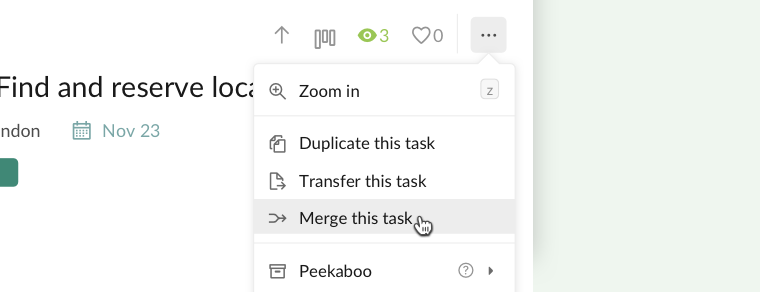 3 0 ...
Find and reserve loca
ndon Nov 23
Zoom in z
Duplicate this task
Transfer this task
Merge this task
Peekaboo ?